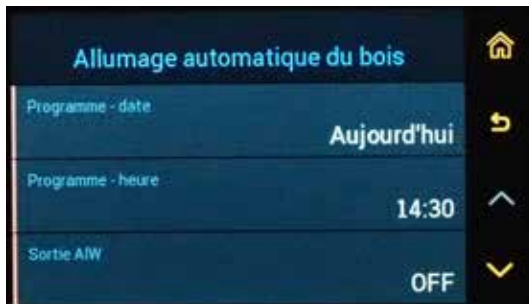 Allumage automatique du bois
Programme - date
Aujourd'hui
Programme - heure
14:30
Sortie AIW
OFF